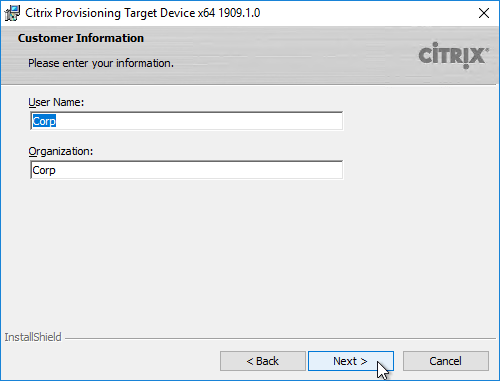 Citrix Provisioning Target Device x64 1909.1.0
Customer Information
Please enter your information.
CITRIX
User Name:
Corp
Organization:
Corp
InstallShield
< Back
Next >
Cancel